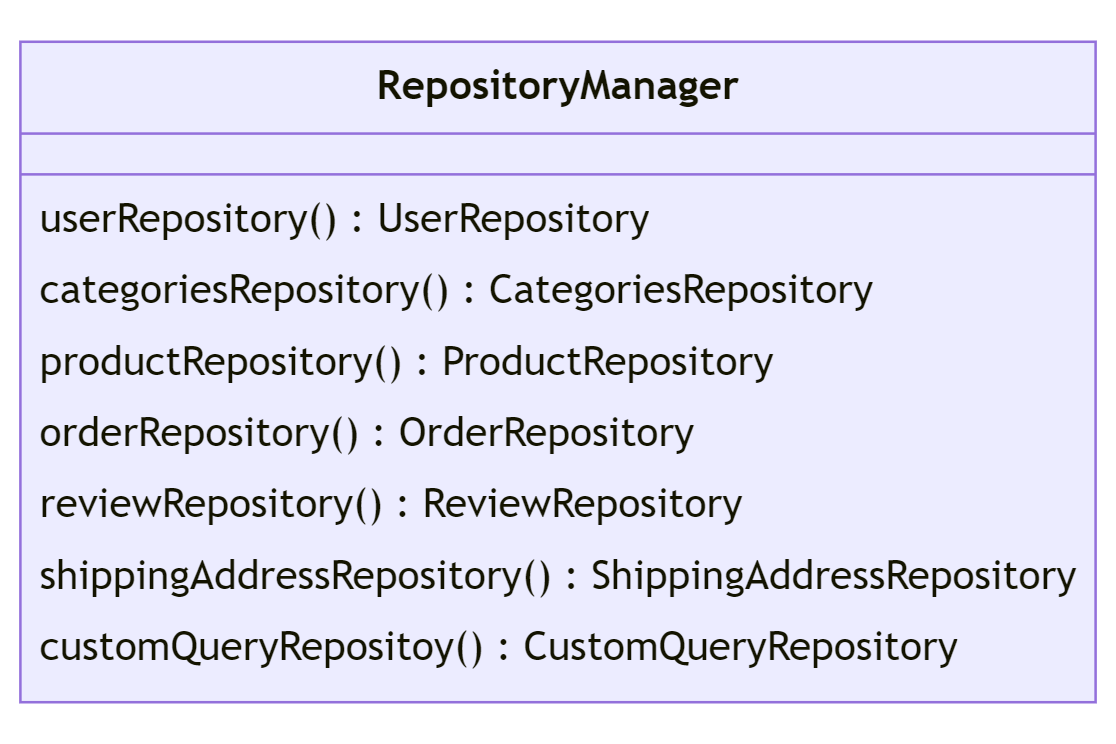 RepositoryManager
userRepository() : UserRepository
categoriesRepository() : CategoriesRepository
productRepository() : ProductRepository
orderRepository() : OrderRepository
reviewRepository() : ReviewRepository
shippingAddressRepository() : ShippingAddressRepository
customQueryRepositoy() : CustomQueryRepository